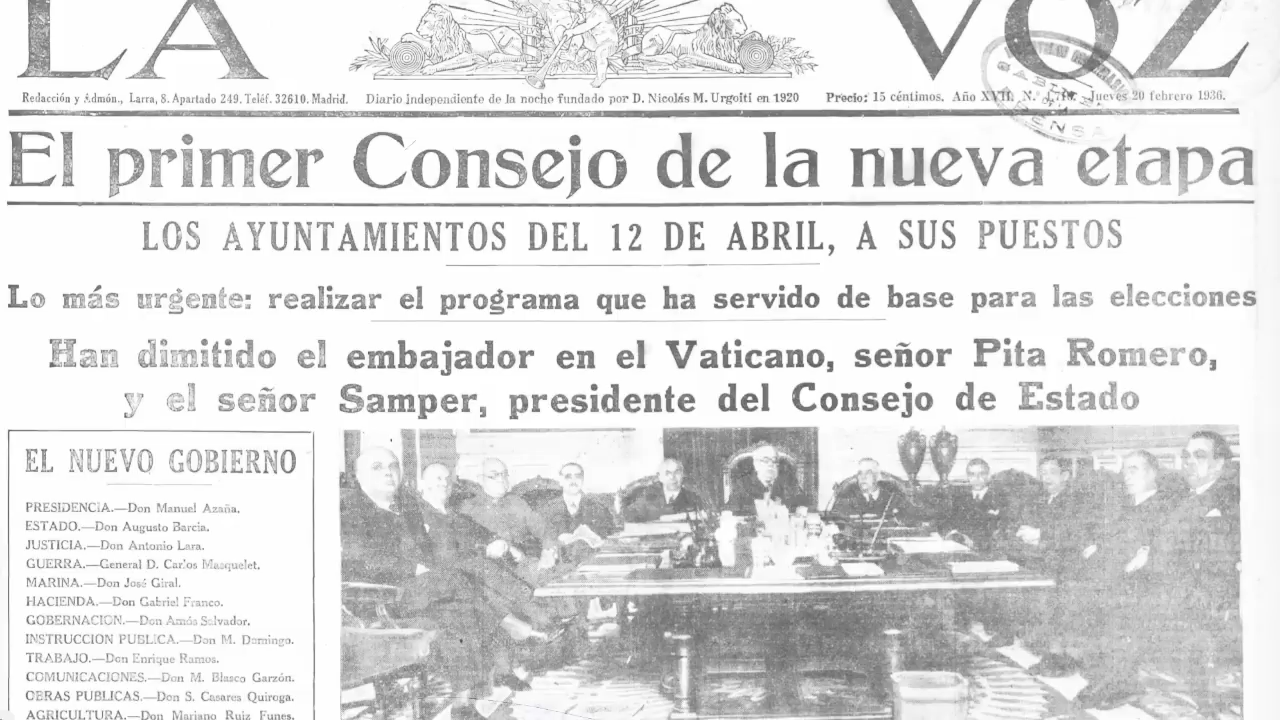 LA VOZ
Redacción y Admón., Larra, 8. Apartado 249. Teléf. 32610. Madrid.
Diario independiente de la noche fundado por D. Nicolás M. Urgoiti en 1920
Precio: 15 céntimos. Año XVII. N.º Jueves 20 febrero 1936.
El primer Consejo de la nueva etapa
LOS AYUNTAMIENTOS DEL 12 DE ABRIL, A SUS PUESTOS
Lo más urgente: realizar el programa que ha servido de base para las elecciones
Han dimitido el embajador en el Vaticano, señor Pita Romero,
y el señor Samper, presidente del Consejo de Estado
EL NUEVO GOBIERNO
PRESIDENCIA.—Don Manuel Azaña.
ESTADO.—Don Augusto Barcia.
JUSTICIA.—Don Antonio Lara.
GUERRA.—General D. Carlos Masquelet.
MARINA.—Don José Giral.
HACIENDA.—Don Gabriel Franco.
GOBERNACION.—Don Amós Salvador.
INSTRUCCION PUBLICA.—Don M. Domingo.
TRABAJO.—Don Enrique Ramos.
COMUNICACIONES.—Don M. Blasco Garzón.
OBRAS PUBLICAS.—Don S. Casares Quiroga.
AGRICULTURA.—Don Mariano Ruiz Funes.